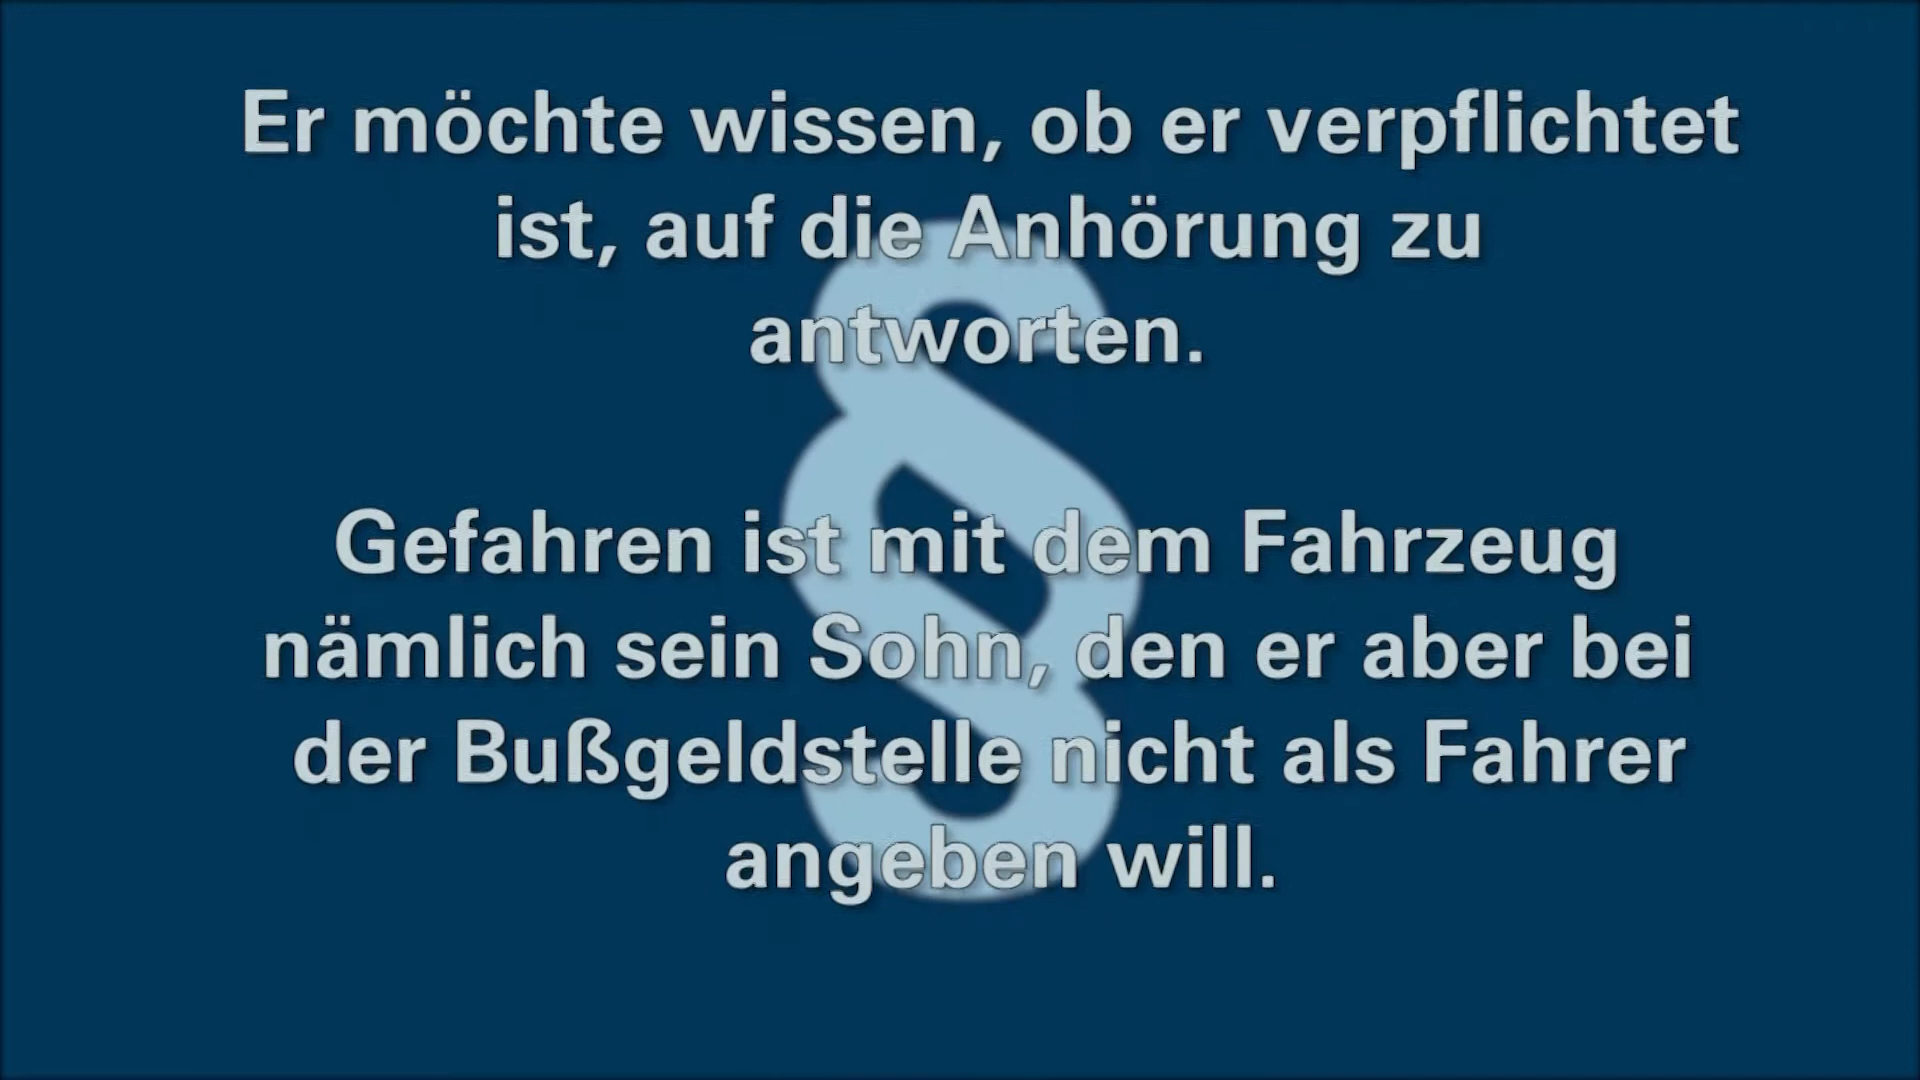 Er möchte wissen, ob er verpflichtet
ist, auf die Anhörung zu
antworten.
Gefahren ist mit dem Fahrzeug
nämlich sein Sohn, den er aber bei
der Bußgeldstelle nicht als Fahrer
angeben will.
§